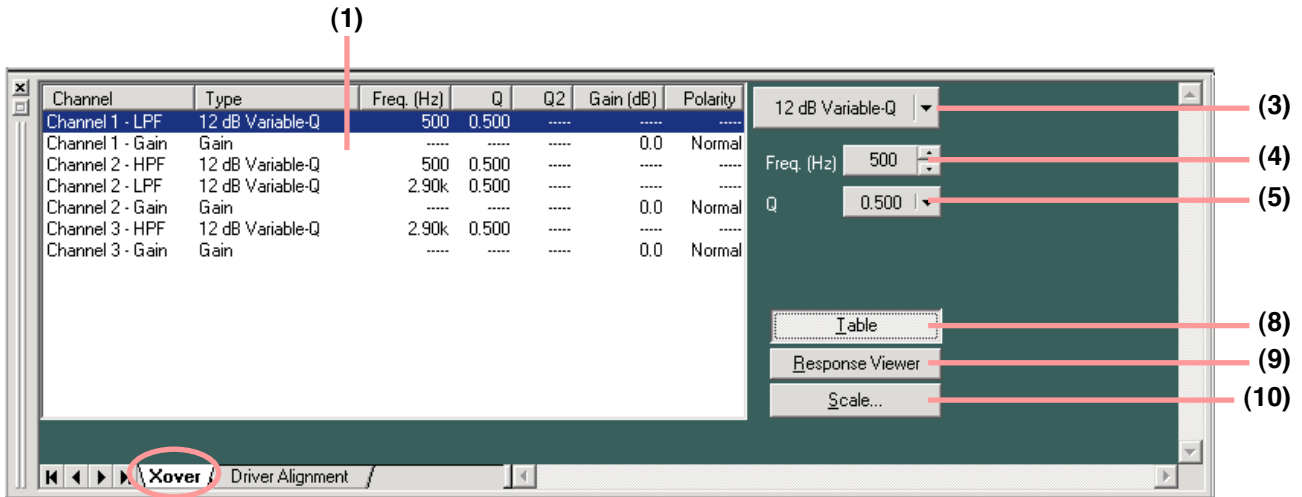 (1)
Channel Type Freq. (Hz) Q Q2 Gain (dB) Polarity
Channel 1 - LPF 12 dB Variable-Q 500 0.500 ----- ----- -----
Channel 1 - Gain Gain ----- ----- ----- 0.0 Normal
Channel 2 - HPF 12 dB Variable-Q 500 0.500 ----- ----- -----
Channel 2 - LPF 12 dB Variable-Q 2.90k 0.500 ----- ----- -----
Channel 2 - Gain Gain ----- ----- ----- 0.0 Normal
Channel 3 - HPF 12 dB Variable-Q 2.90k 0.500 ----- ----- -----
Channel 3 - Gain Gain ----- ----- ----- 0.0 Normal
12 dB Variable-Q (3)
Freq. (Hz) 500 (4)
Q 0.500 (5)
Table (8)
Response Viewer (9)
Scale... (10)
Xover Driver Alignment